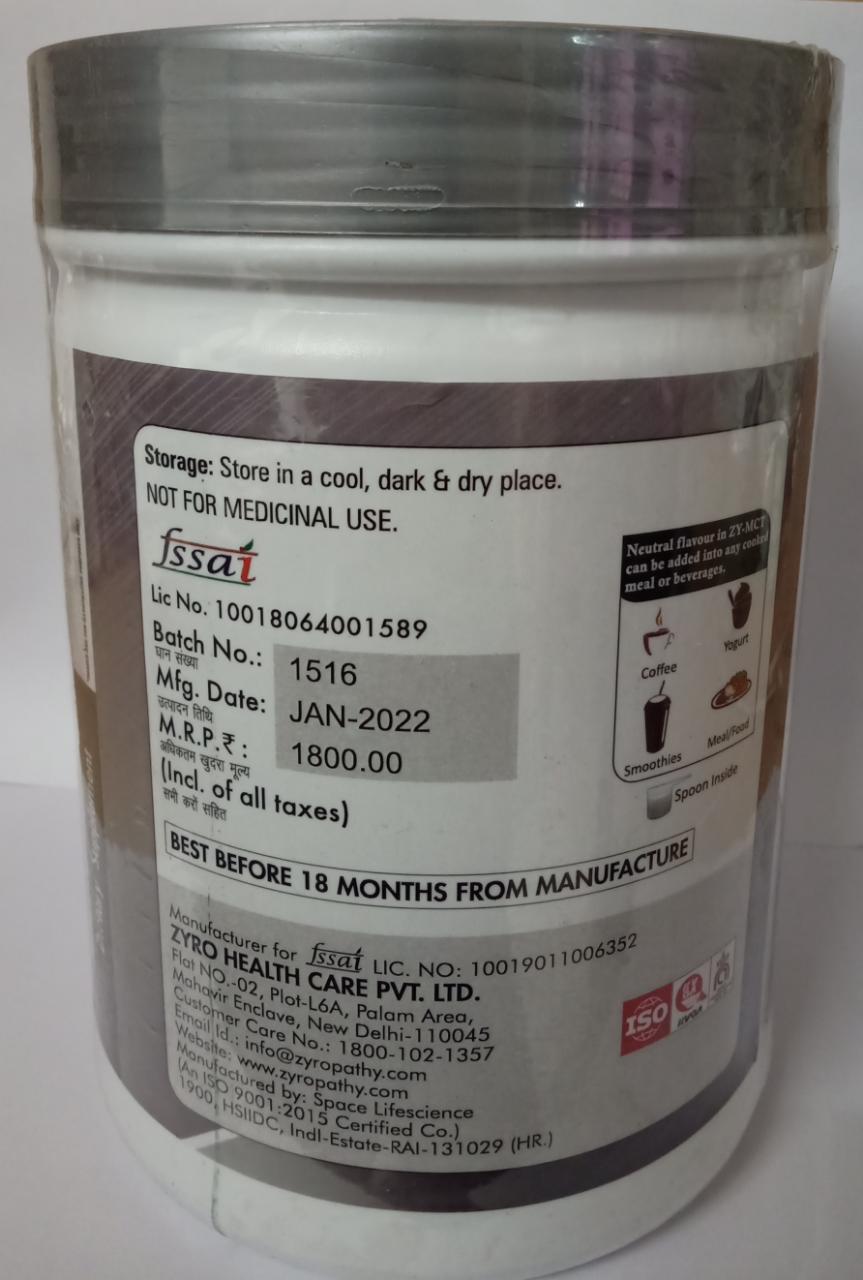 Storage: Store in a cool, dark & dry place.
NOT FOR MEDICINAL USE.
fssai
Lic No. 10018064001589
Batch No.: 1516
घान संख्या
Mfg. Date: JAN-2022
उत्पादन तिथि
M.R.P.₹ : 1800.00
अधिकतम खुदरा मूल्य
(Incl. of all taxes)
सभी करों सहित
BEST BEFORE 18 MONTHS FROM MANUFACTURE
Manufacturer for fssai LIC. NO: 10019011006352
ZYRO HEALTH CARE PVT. LTD.
Flat NO.-02, Plot-L6A, Palam Area,
Mahavir Enclave, New Delhi-110045
Customer Care No.: 1800-102-1357
Email Id.: info@zyropathy.com
Website: www.zyropathy.com
Manufactured by: Space Lifescience
(An ISO 9001:2015 Certified Co.)
1900, HSIIDC, Indl-Estate-RAI-131029 (HR.)
Neutral flavour in ZY-MCT
can be added into any cooked
meal or beverages.
Coffee
Yogurt
Smoothies
Meal/Food
Spoon Inside
ISO